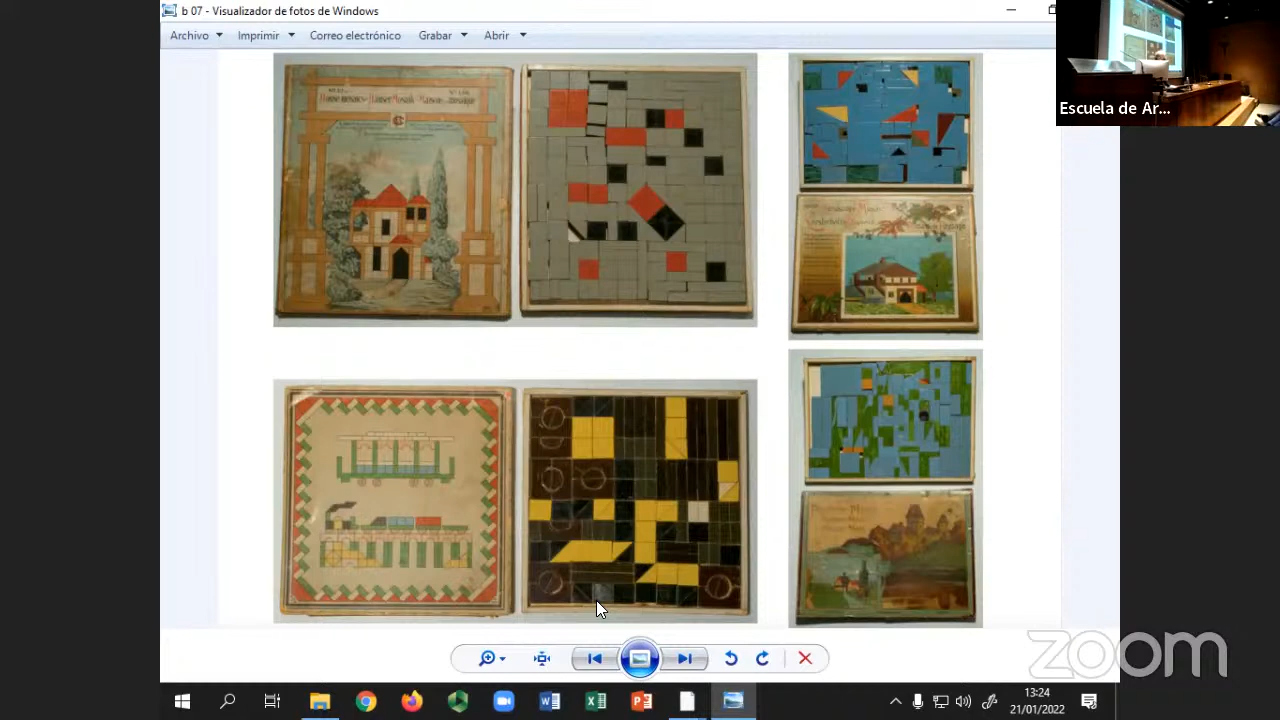 b 07 - Visualizador de fotos de Windows
Archivo Imprimir Correo electrónico Grabar Abrir
Escuela de Ar...
zoom
13:24
21/01/2022